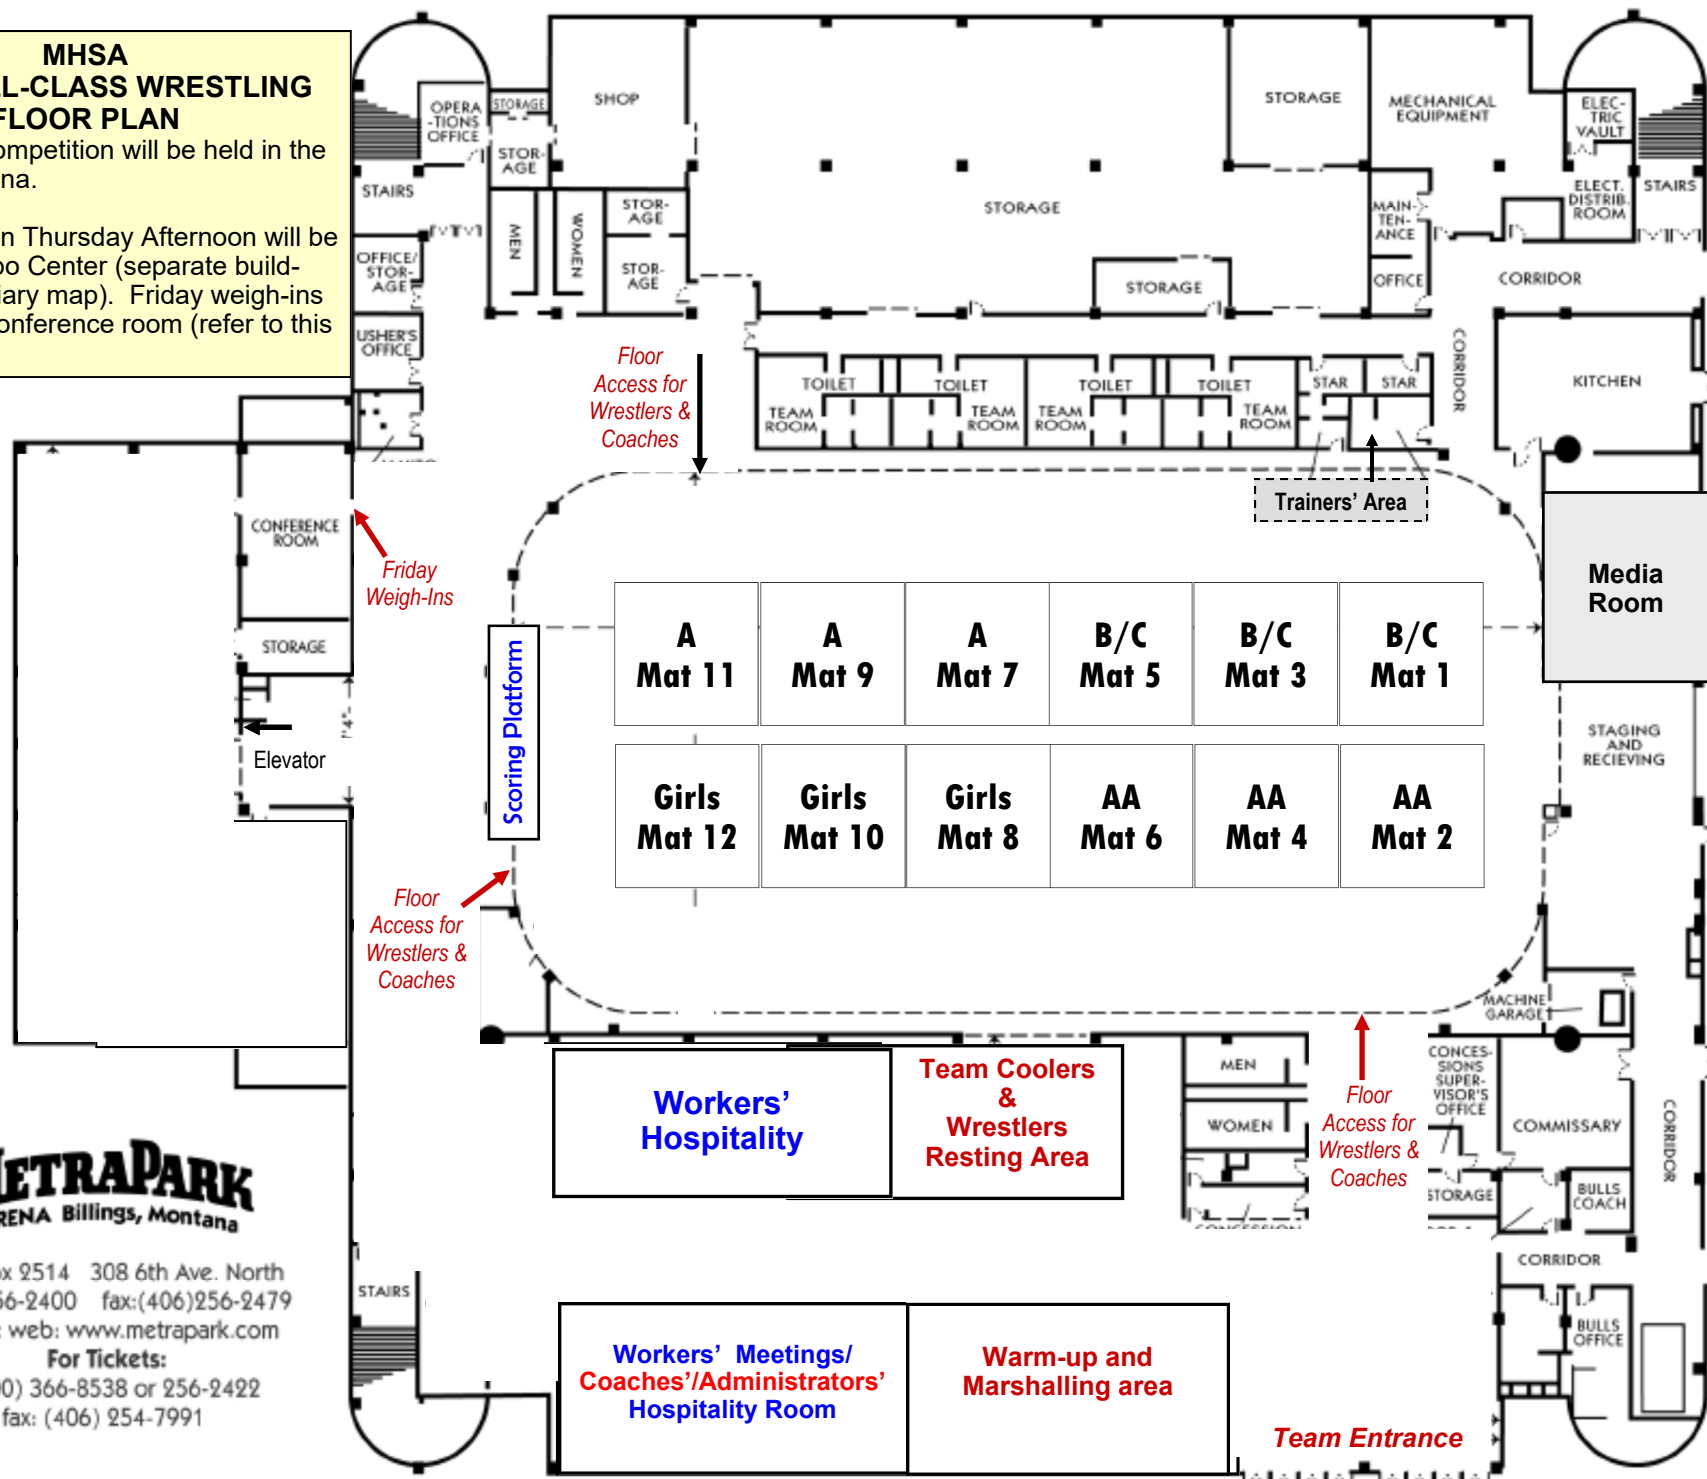 MHSA
LL-CLASS WRESTLING
FLOOR PLAN
ompetition will be held in the
na.
n Thursday Afternoon will be
oo Center (separate build-
iary map). Friday weigh-ins
onference room (refer to this
OPERA
-TIONS
OFFICE
STORAGE
STOR-
AGE
SHOP
STORAGE
MECHANICAL
EQUIPMENT
ELEC-
TRIC
VAULT
STAIRS
MEN
WOMEN
STOR-
AGE
STORAGE
MAIN-
TEN-
ANCE
ELECT.
DISTRIB.
ROOM
STAIRS
OFFICE/
STOR-
AGE
STOR-
AGE
STORAGE
OFFICE
CORRIDOR
USHER'S
OFFICE
Floor
Access for
Wrestlers &
Coaches
TOILET
TOILET
TOILET
TOILET
STAR
STAR
CORRIDOR
KITCHEN
TEAM
ROOM
TEAM
ROOM
TEAM
ROOM
TEAM
ROOM
Trainers’ Area
CONFERENCE
ROOM
Friday
Weigh-Ins
Media
Room
STORAGE
Scoring Platform
A
Mat 11
A
Mat 9
A
Mat 7
B/C
Mat 5
B/C
Mat 3
B/C
Mat 1
Elevator
STAGING
AND
RECIEVING
Girls
Mat 12
Girls
Mat 10
Girls
Mat 8
AA
Mat 6
AA
Mat 4
AA
Mat 2
Floor
Access for
Wrestlers &
Coaches
MACHINE
GARAGE
Workers’
Hospitality
Team Coolers
&
Wrestlers
Resting Area
MEN
WOMEN
CONCESSION
Floor
Access for
Wrestlers &
Coaches
CONCES-
SIONS
SUPER-
VISOR'S
OFFICE
COMMISSARY
CORRIDOR
STORAGE
BULLS
COACH
CORRIDOR
BULLS
OFFICE
METRAPARK
RENA Billings, Montana
ox 2514 308 6th Ave. North
56-2400 fax:(406)256-2479
: web: www.metrapark.com
For Tickets:
00) 366-8538 or 256-2422
fax: (406) 254-7991
STAIRS
Workers’ Meetings/
Coaches’/Administrators’
Hospitality Room
Warm-up and
Marshalling area
Team Entrance